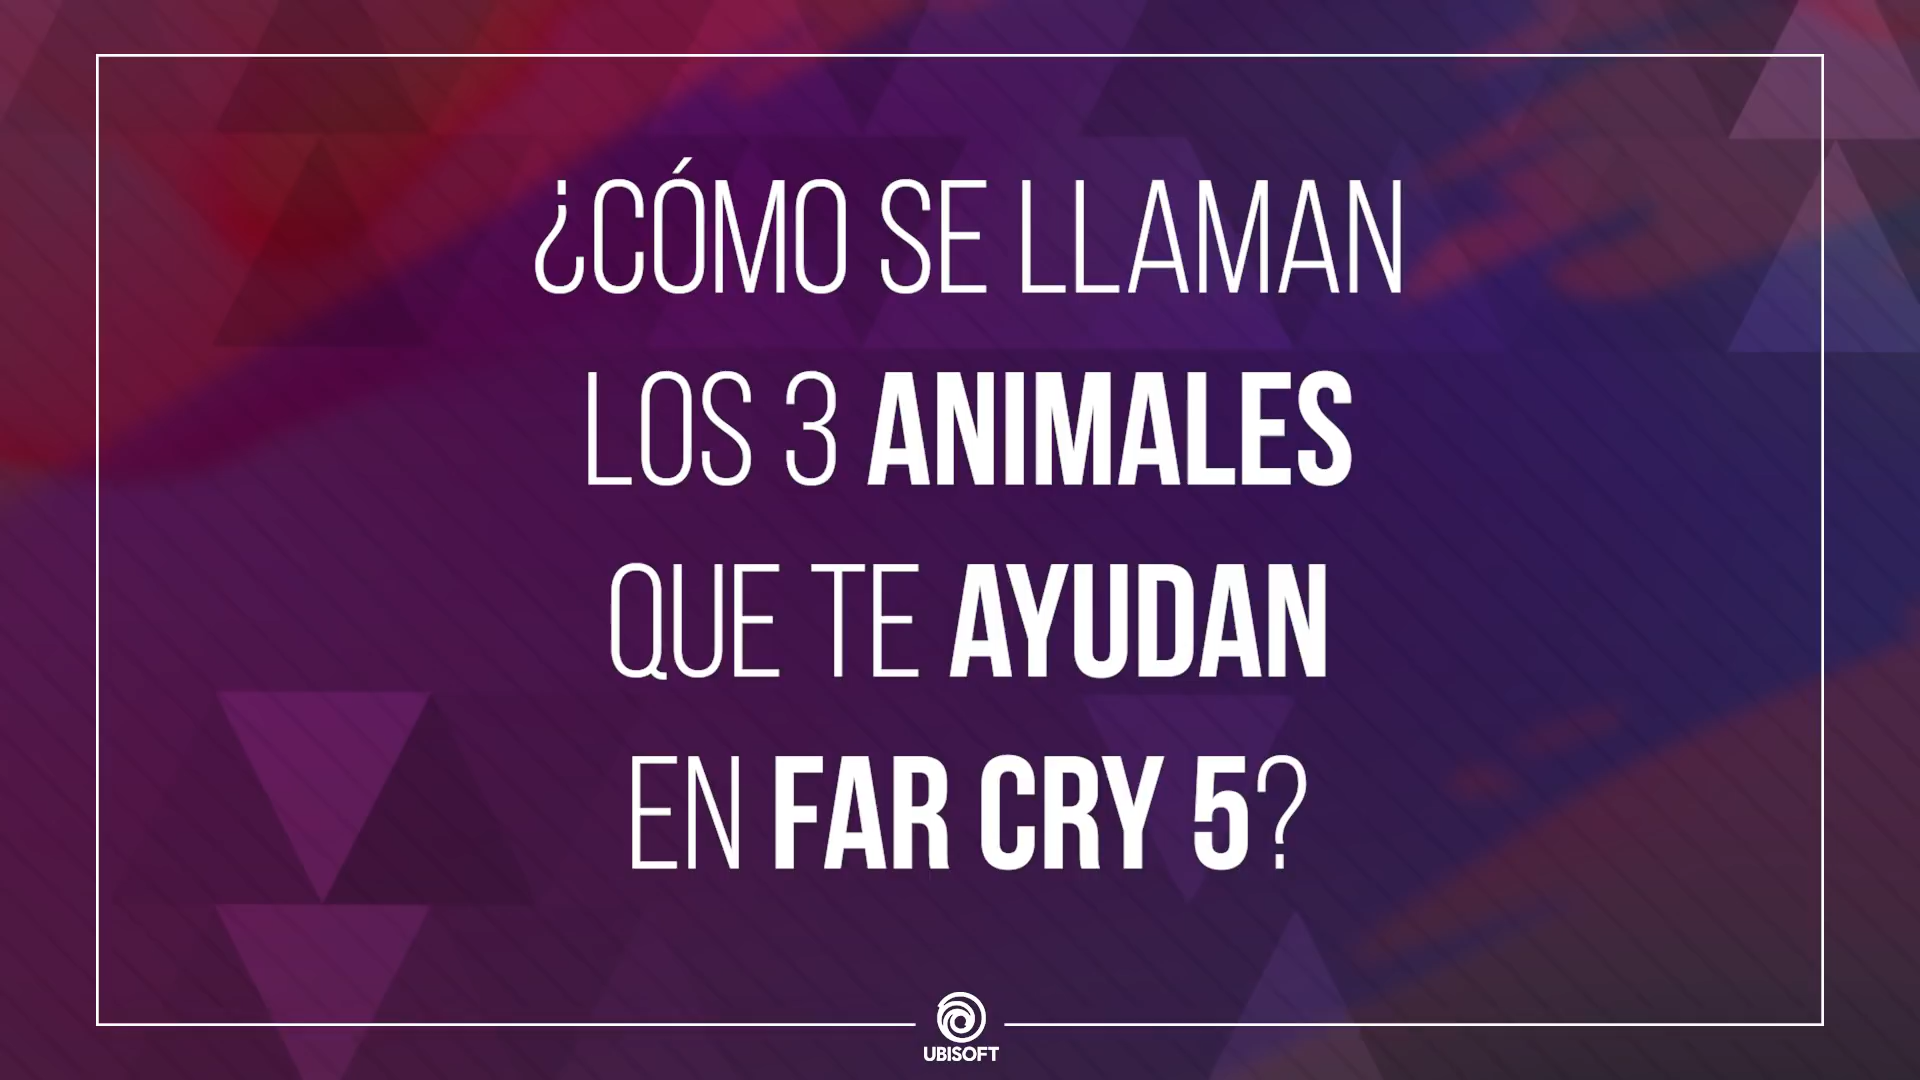 ¿CÓMO SE LLAMAN
LOS 3 ANIMALES
QUE TE AYUDAN
EN FAR CRY 5?
UBISOFT